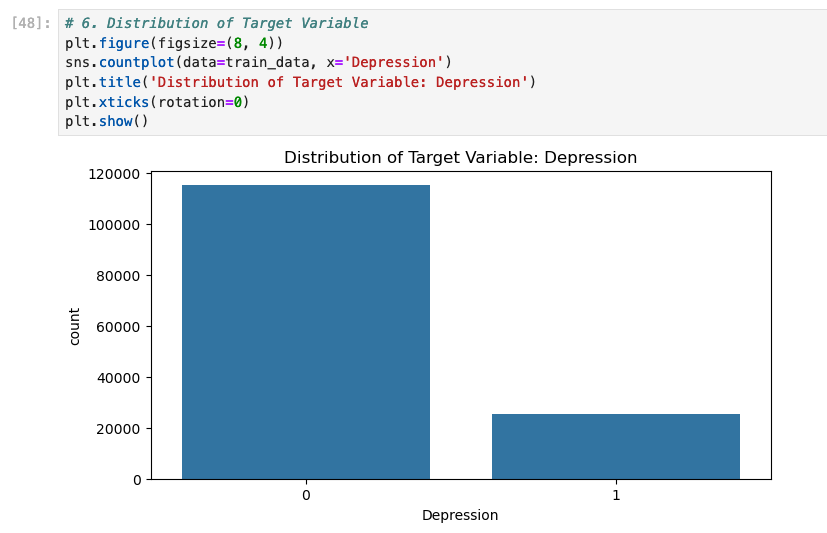 [48]: # 6. Distribution of Target Variable
plt.figure(figsize=(8, 4))
sns.countplot(data=train_data, x='Depression')
plt.title('Distribution of Target Variable: Depression')
plt.xticks(rotation=0)
plt.show()
Distribution of Target Variable: Depression
120000
100000
80000
60000
40000
20000
0
count
0 1
Depression